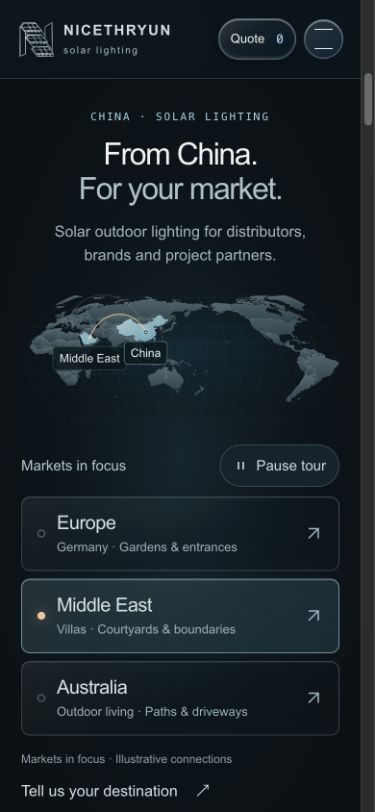 NICETHRYUN
solar lighting
Quote 0
CHINA · SOLAR LIGHTING
From China.
For your market.
Solar outdoor lighting for distributors,
brands and project partners.
Middle East
China
Markets in focus
Pause tour
Europe
Germany · Gardens & entrances
Middle East
Villas · Courtyards & boundaries
Australia
Outdoor living · Paths & driveways
Markets in focus · Illustrative connections
Tell us your destination